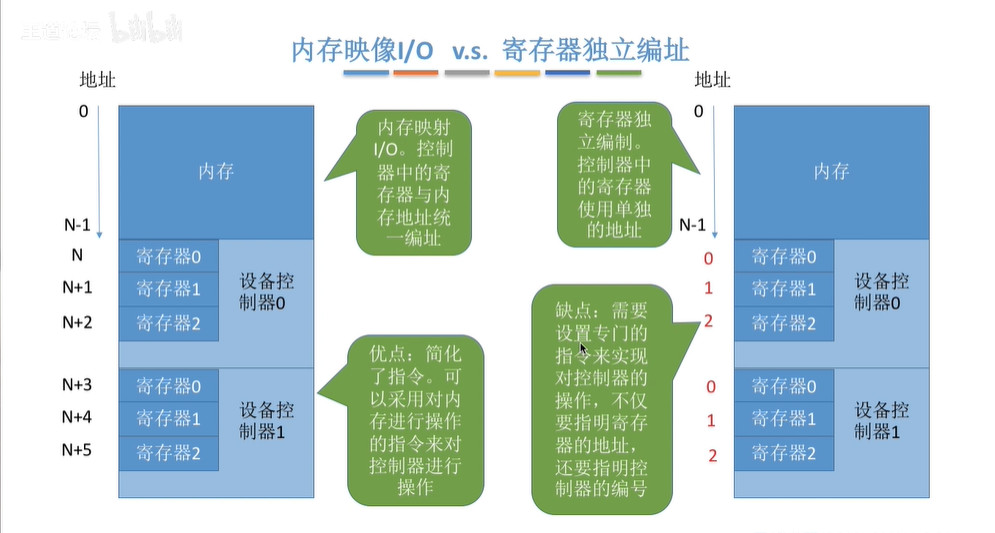 bilibili
内存映像I/O v.s. 寄存器独立编址
地址
0
内存
N-1
N
寄存器0
N+1
寄存器1
N+2
寄存器2
设备控
制器0
N+3
寄存器0
N+4
寄存器1
N+5
寄存器2
设备控
制器1
内存映射
I/O。控制
器中的寄
存器与内
存地址统
一编址
优点：简化
了指令。可
以采用对内
存进行操作
的指令来对
控制器进行
操作
寄存器独
立编制。
控制器中
的寄存器
使用单独
的地址
缺点：需要
设置专门的
指令来实现
对控制器的
操作，不仅
要指明寄存
器的地址，
还要指明控
制器的编号
地址
0
内存
N-1
0
寄存器0
1
寄存器1
2
寄存器2
设备控
制器0
0
寄存器0
1
寄存器1
2
寄存器2
设备控
制器1